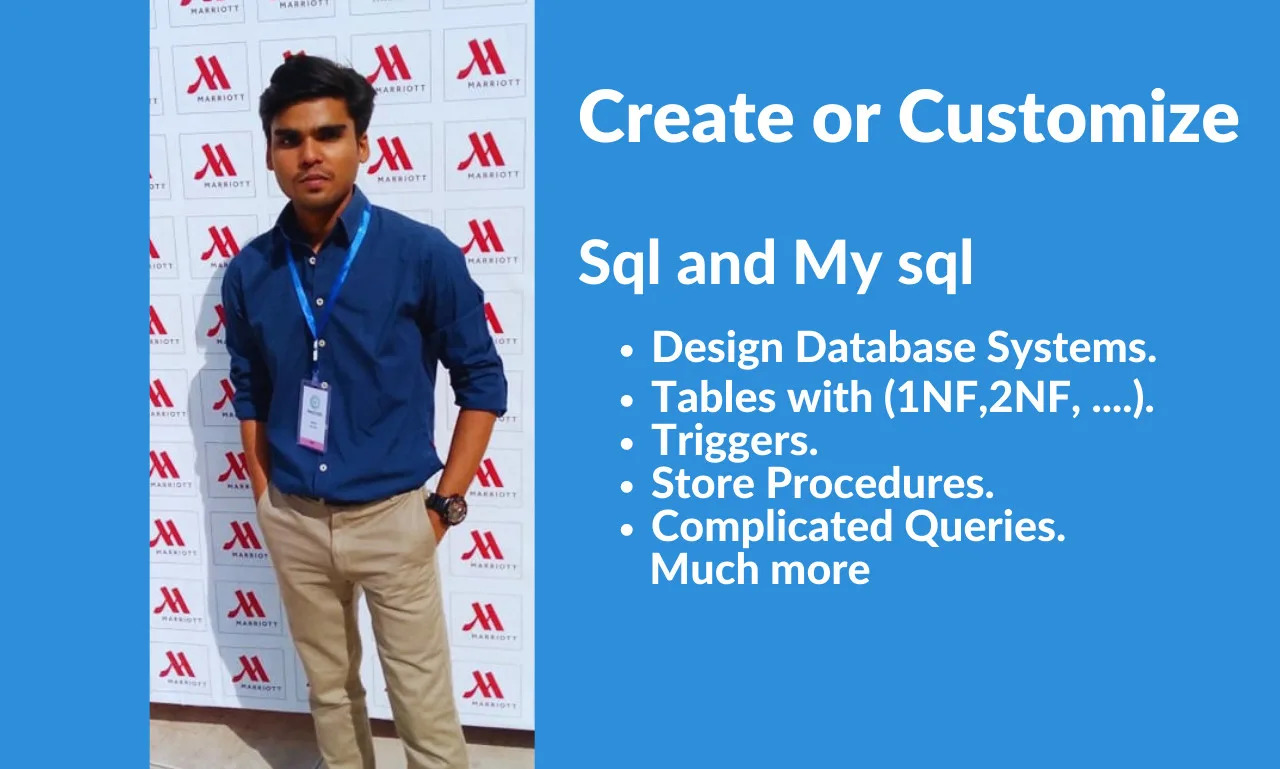 MARRIOTT
Create or Customize
Sql and My sql
• Design Database Systems.
• Tables with (1NF,2NF, ....).
• Triggers.
• Store Procedures.
• Complicated Queries.
Much more